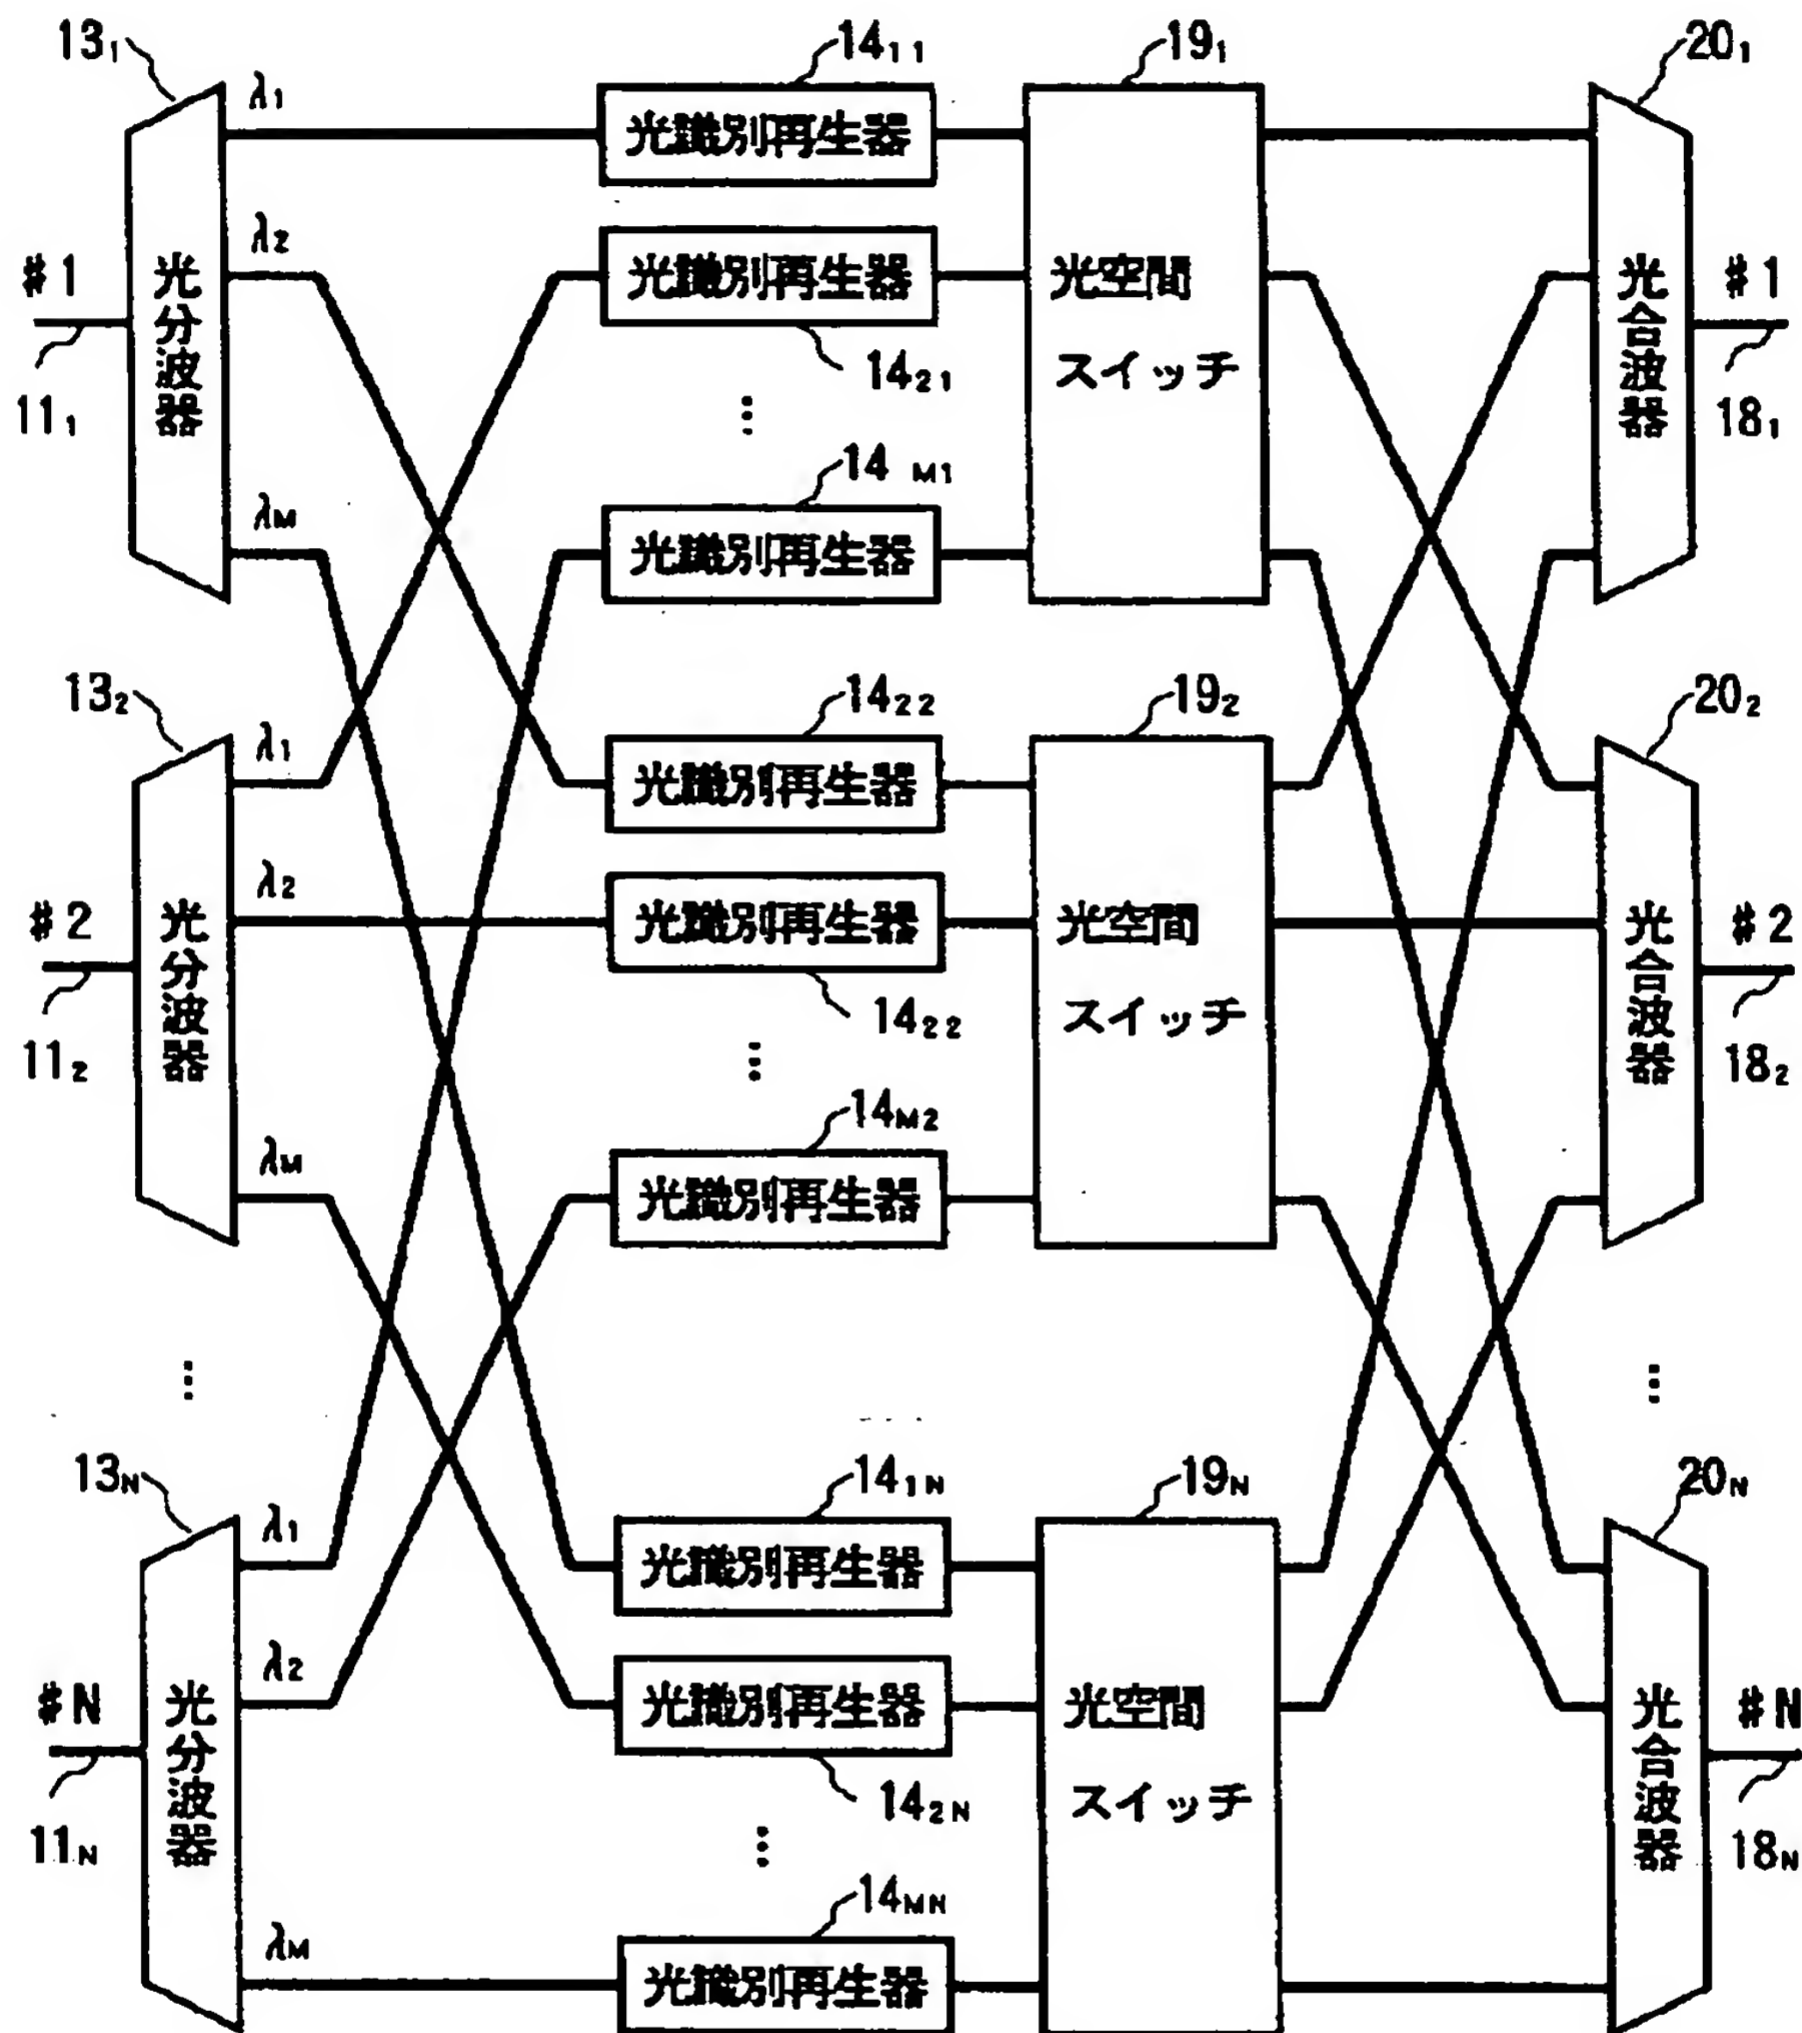 13₁
14₁₁
19₁
20₁
λ₁
光識別再生器
λ₂
光識別再生器
#1
光分波器
光空間
スイッチ
光合波器
#1
11₁
14₂₁
18₁
⋮
14 M1
λM
光識別再生器
13₂
14₂₂
19₂
20₂
λ₁
光識別再生器
λ₂
光識別再生器
#2
光分波器
光空間
スイッチ
光合波器
#2
11₂
14₂₂
18₂
⋮
14M2
λM
光識別再生器
⋮
⋮
13N
14₁N
19N
20N
λ₁
光識別再生器
λ₂
光識別再生器
#N
光分波器
光空間
スイッチ
光合波器
#N
11N
14₂N
18N
⋮
14MN
λM
光識別再生器